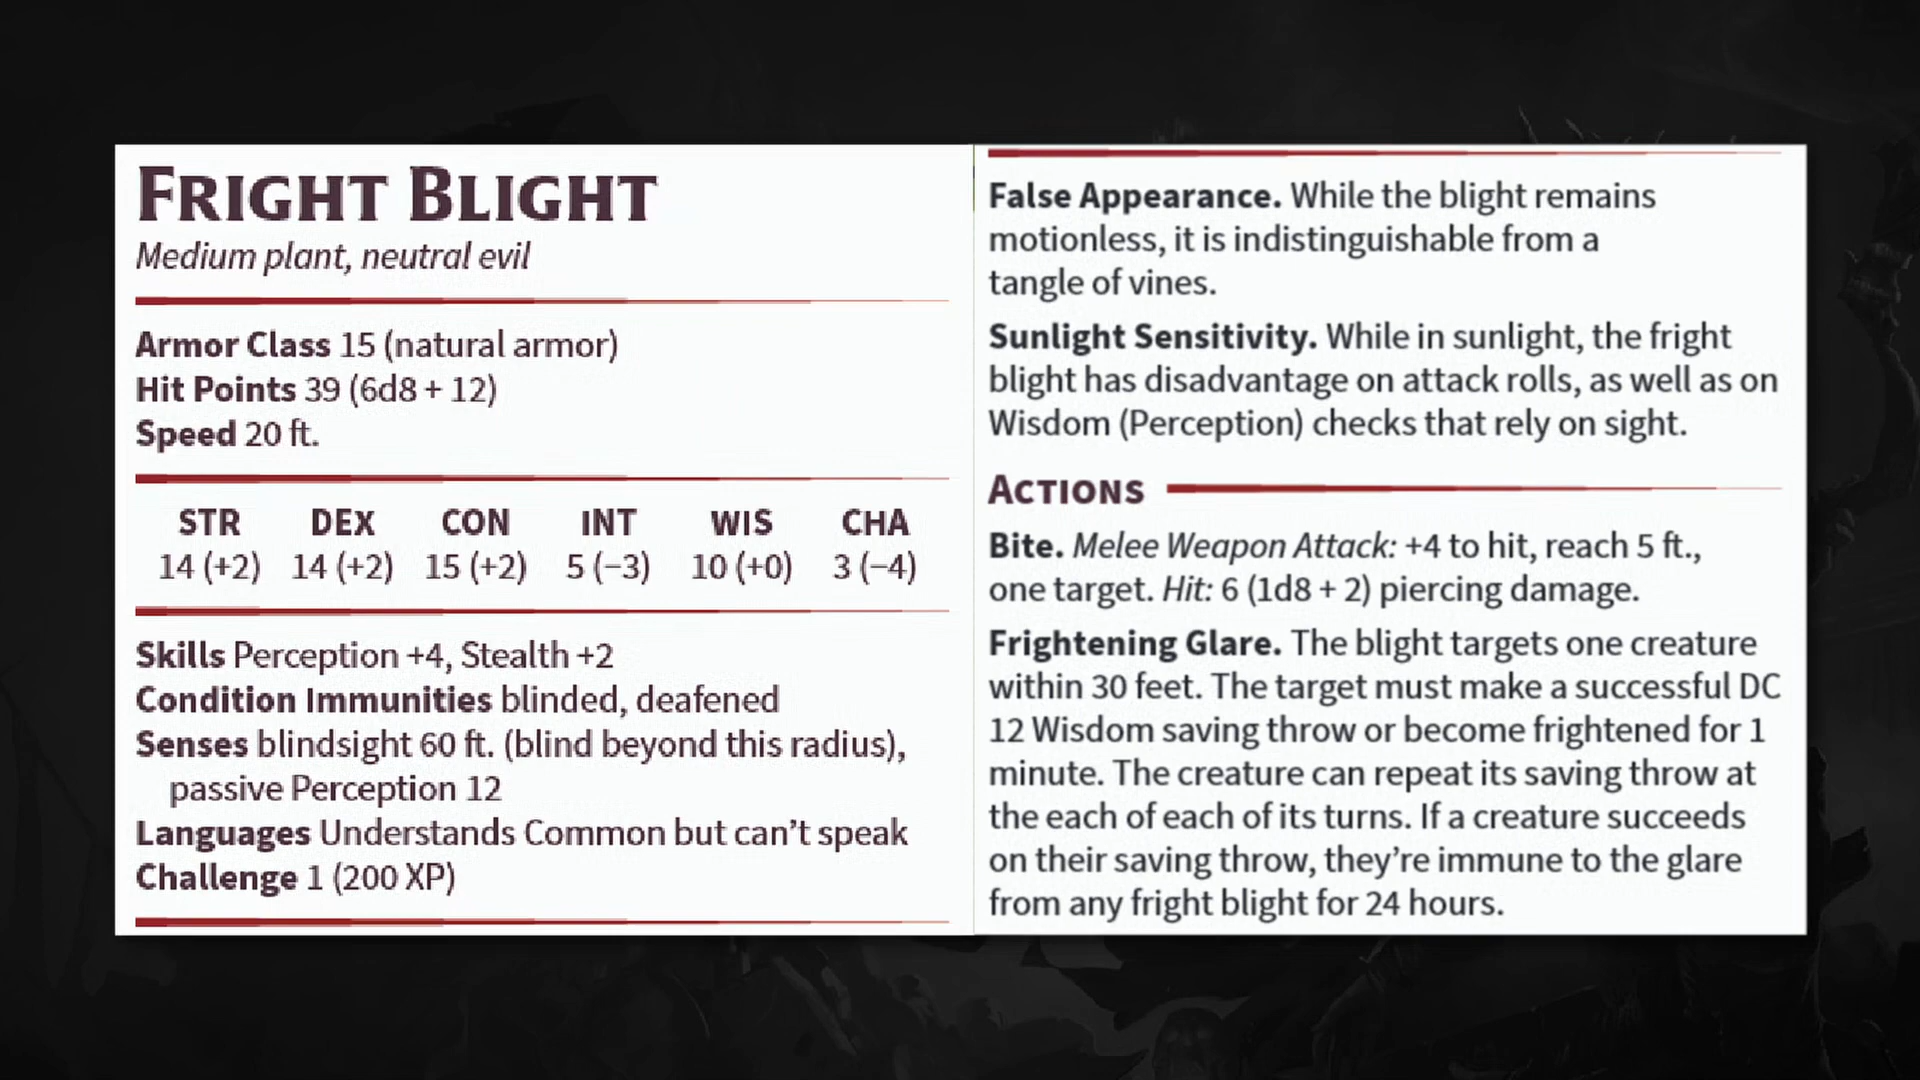 FRIGHT BLIGHT
Medium plant, neutral evil
Armor Class 15 (natural armor)
Hit Points 39 (6d8 + 12)
Speed 20 ft.
STR DEX CON INT WIS CHA
14 (+2) 14 (+2) 15 (+2) 5 (−3) 10 (+0) 3 (−4)
Skills Perception +4, Stealth +2
Condition Immunities blinded, deafened
Senses blindsight 60 ft. (blind beyond this radius),
passive Perception 12
Languages Understands Common but can’t speak
Challenge 1 (200 XP)
False Appearance. While the blight remains
motionless, it is indistinguishable from a
tangle of vines.
Sunlight Sensitivity. While in sunlight, the fright
blight has disadvantage on attack rolls, as well as on
Wisdom (Perception) checks that rely on sight.
ACTIONS
Bite. Melee Weapon Attack: +4 to hit, reach 5 ft.,
one target. Hit: 6 (1d8 + 2) piercing damage.
Frightening Glare. The blight targets one creature
within 30 feet. The target must make a successful DC
12 Wisdom saving throw or become frightened for 1
minute. The creature can repeat its saving throw at
the each of each of its turns. If a creature succeeds
on their saving throw, they’re immune to the glare
from any fright blight for 24 hours.